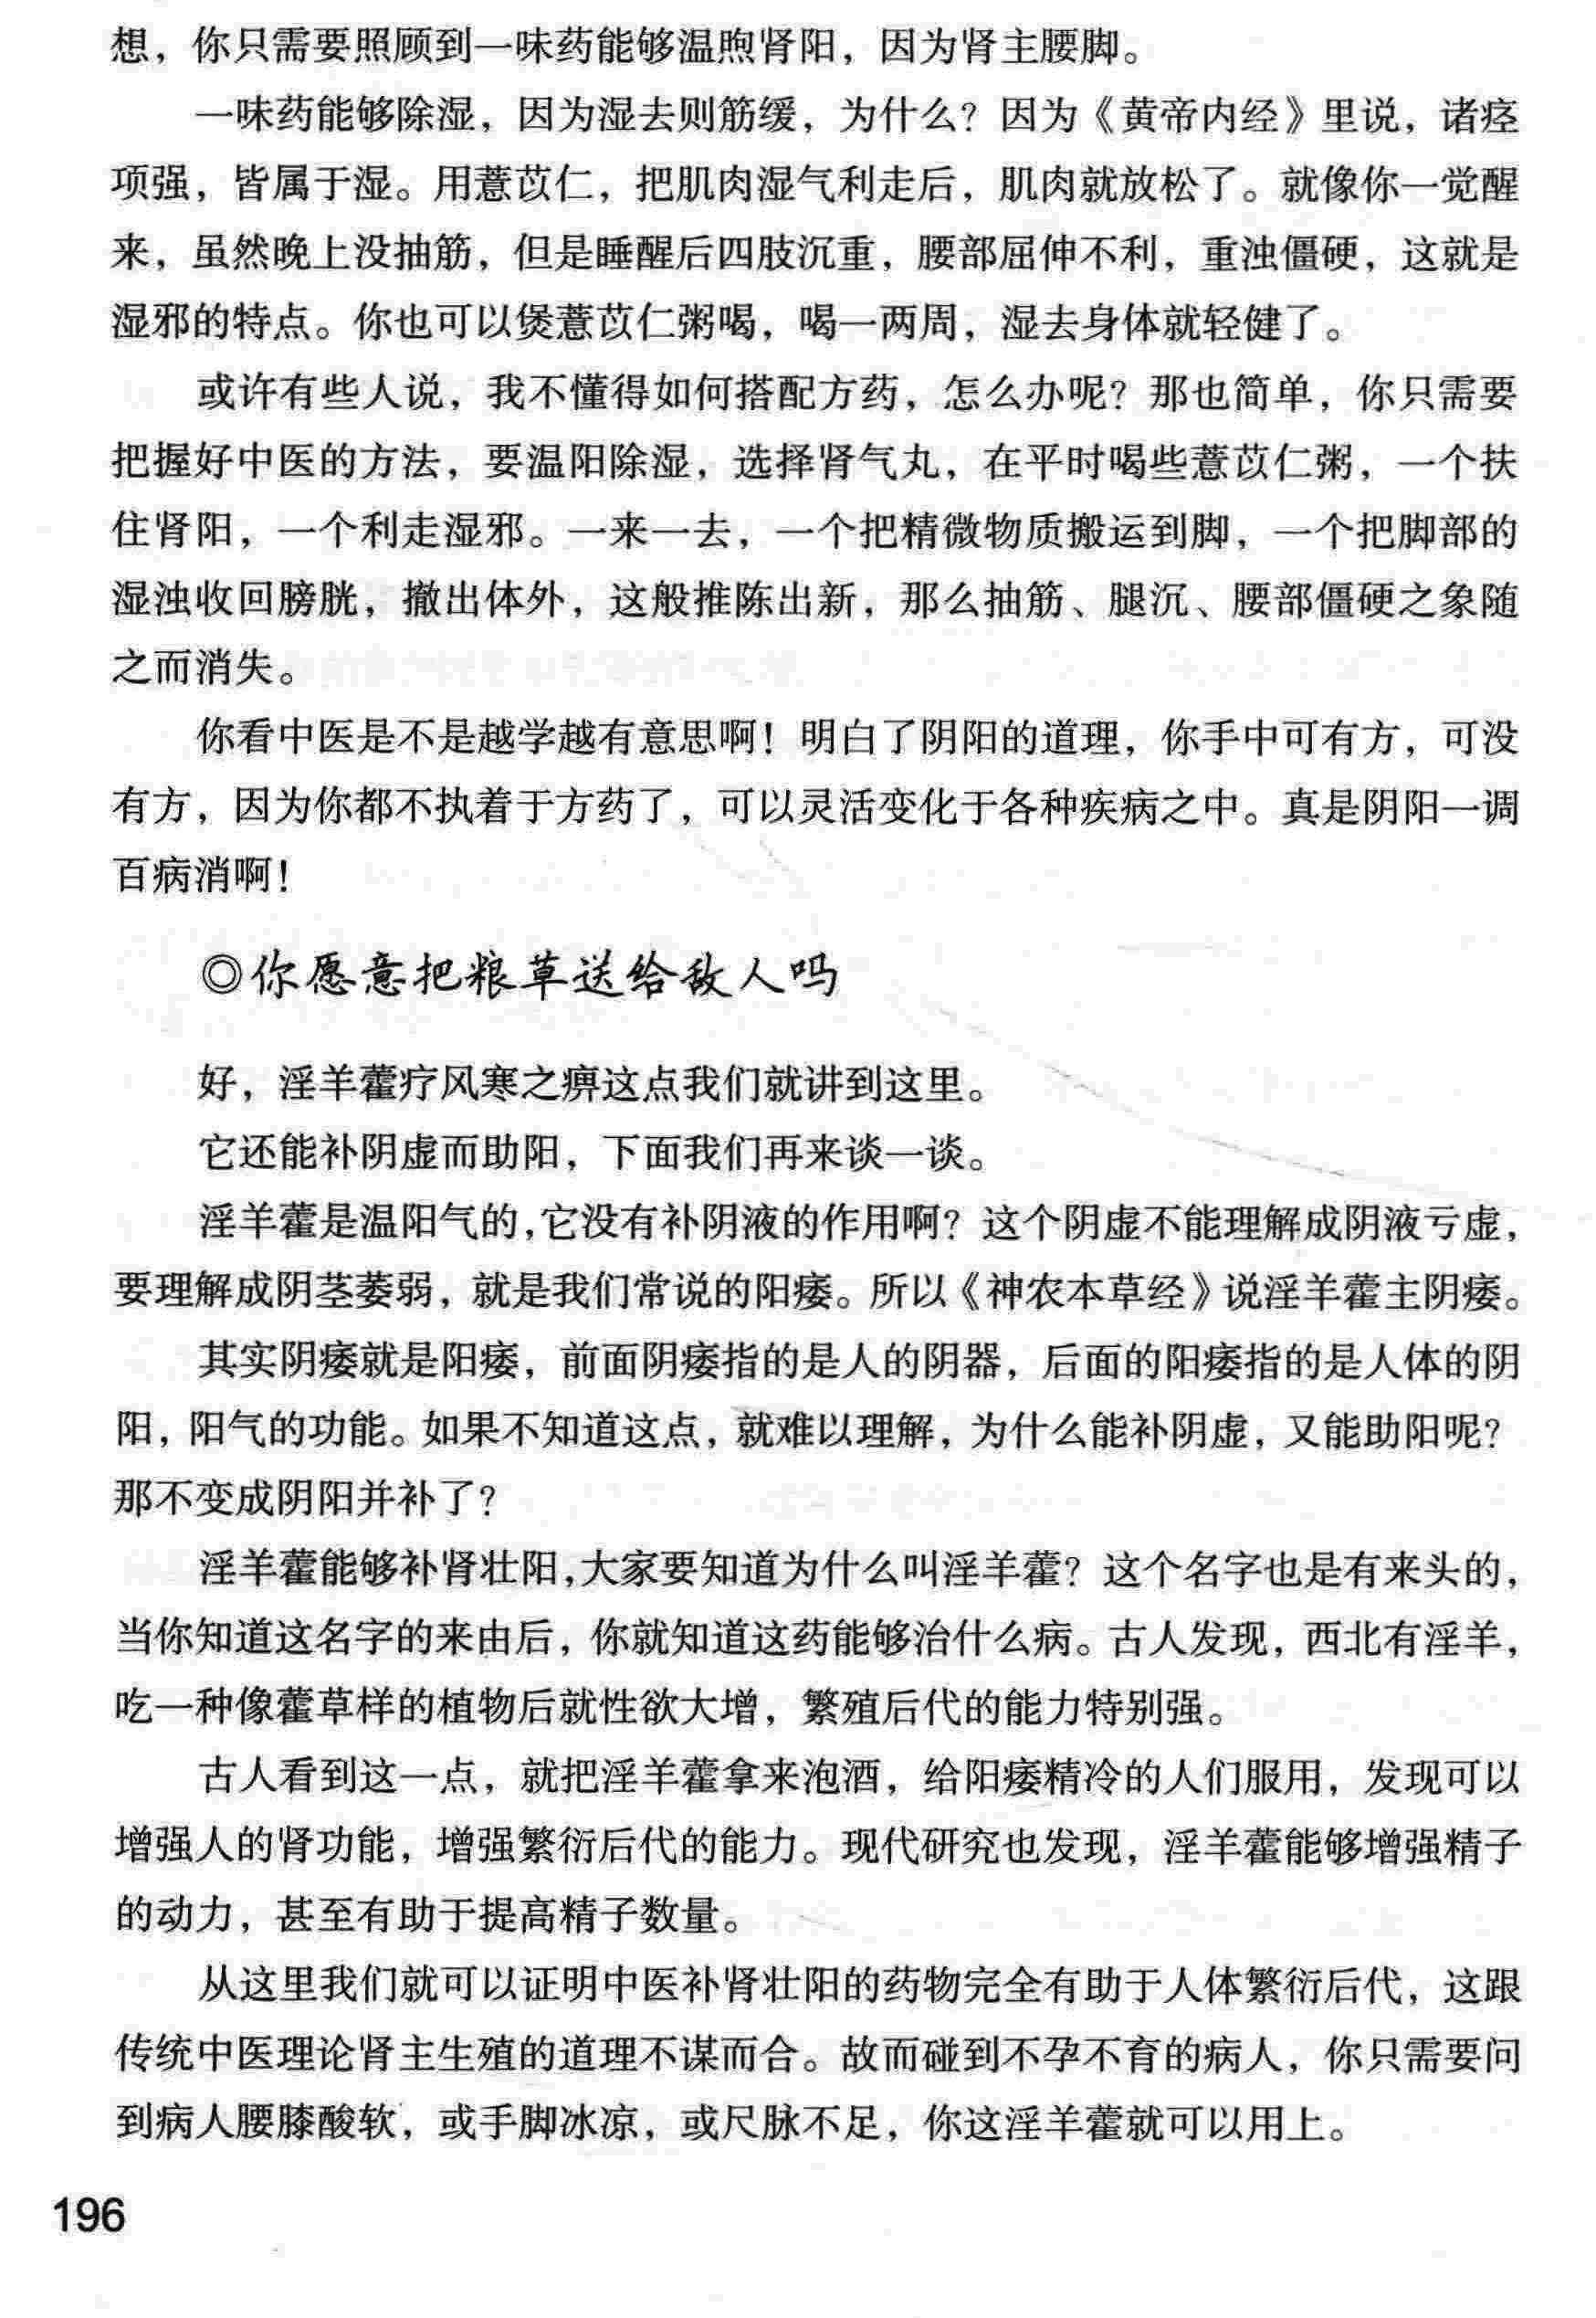 想，你只需要照顾到一味药能够温煦肾阳，因为肾主腰脚。
一味药能够除湿，因为湿去则筋缓，为什么？因为《黄帝内经》里说，诸痉
项强，皆属于湿。用薏苡仁，把肌肉湿气利走后，肌肉就放松了。就像你一觉醒
来，虽然晚上没抽筋，但是睡醒后四肢沉重，腰部屈伸不利，重浊僵硬，这就是
湿邪的特点。你也可以煲薏苡仁粥喝，喝一两周，湿去身体就轻健了。
或许有些人说，我不懂得如何搭配方药，怎么办呢？那也简单，你只需要
把握好中医的方法，要温阳除湿，选择肾气丸，在平时喝些薏苡仁粥，一个扶
住肾阳，一个利走湿邪。一来一去，一个把精微物质搬运到脚，一个把脚部的
湿浊收回膀胱，撤出体外，这般推陈出新，那么抽筋、腿沉、腰部僵硬之象随
之而消失。
你看中医是不是越学越有意思啊！明白了阴阳的道理，你手中可有方，可没
有方，因为你都不执着于方药了，可以灵活变化于各种疾病之中。真是阴阳一调
百病消啊！
◎你愿意把粮草送给敌人吗
好，淫羊藿疗风寒之痹这点我们就讲到这里。
它还能补阴虚而助阳，下面我们再来谈一谈。
淫羊藿是温阳气的，它没有补阴液的作用啊？这个阴虚不能理解成阴液亏虚，
要理解成阴茎萎弱，就是我们常说的阳痿。所以《神农本草经》说淫羊藿主阴痿。
其实阴痿就是阳痿，前面阴痿指的是人的阴器，后面的阳痿指的是人体的阴
阳，阳气的功能。如果不知道这点，就难以理解，为什么能补阴虚，又能助阳呢？
那不变成阴阳并补了？
淫羊藿能够补肾壮阳，大家要知道为什么叫淫羊藿？这个名字也是有来头的，
当你知道这名字的来由后，你就知道这药能够治什么病。古人发现，西北有淫羊，
吃一种像藿草样的植物后就性欲大增，繁殖后代的能力特别强。
古人看到这一点，就把淫羊藿拿来泡酒，给阳痿精冷的人们服用，发现可以
增强人的肾功能，增强繁衍后代的能力。现代研究也发现，淫羊藿能够增强精子
的动力，甚至有助于提高精子数量。
从这里我们就可以证明中医补肾壮阳的药物完全有助于人体繁衍后代，这跟
传统中医理论肾主生殖的道理不谋而合。故而碰到不孕不育的病人，你只需要问
到病人腰膝酸软，或手脚冰凉，或尺脉不足，你这淫羊藿就可以用上。
196